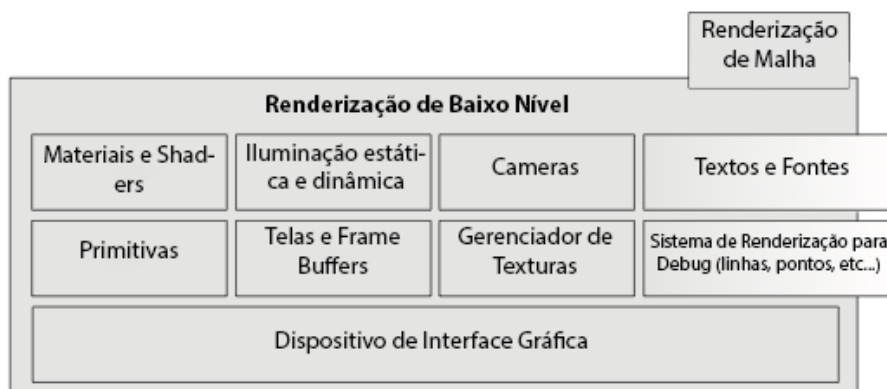 Renderização
de Malha
Renderização de Baixo Nível
Materiais e Shad-
ers
Iluminação estáti-
ca e dinâmica
Cameras
Textos e Fontes
Primitivas
Telas e Frame
Buffers
Gerenciador de
Texturas
Sistema de Renderização para
Debug (linhas, pontos, etc...)
Dispositivo de Interface Gráfica